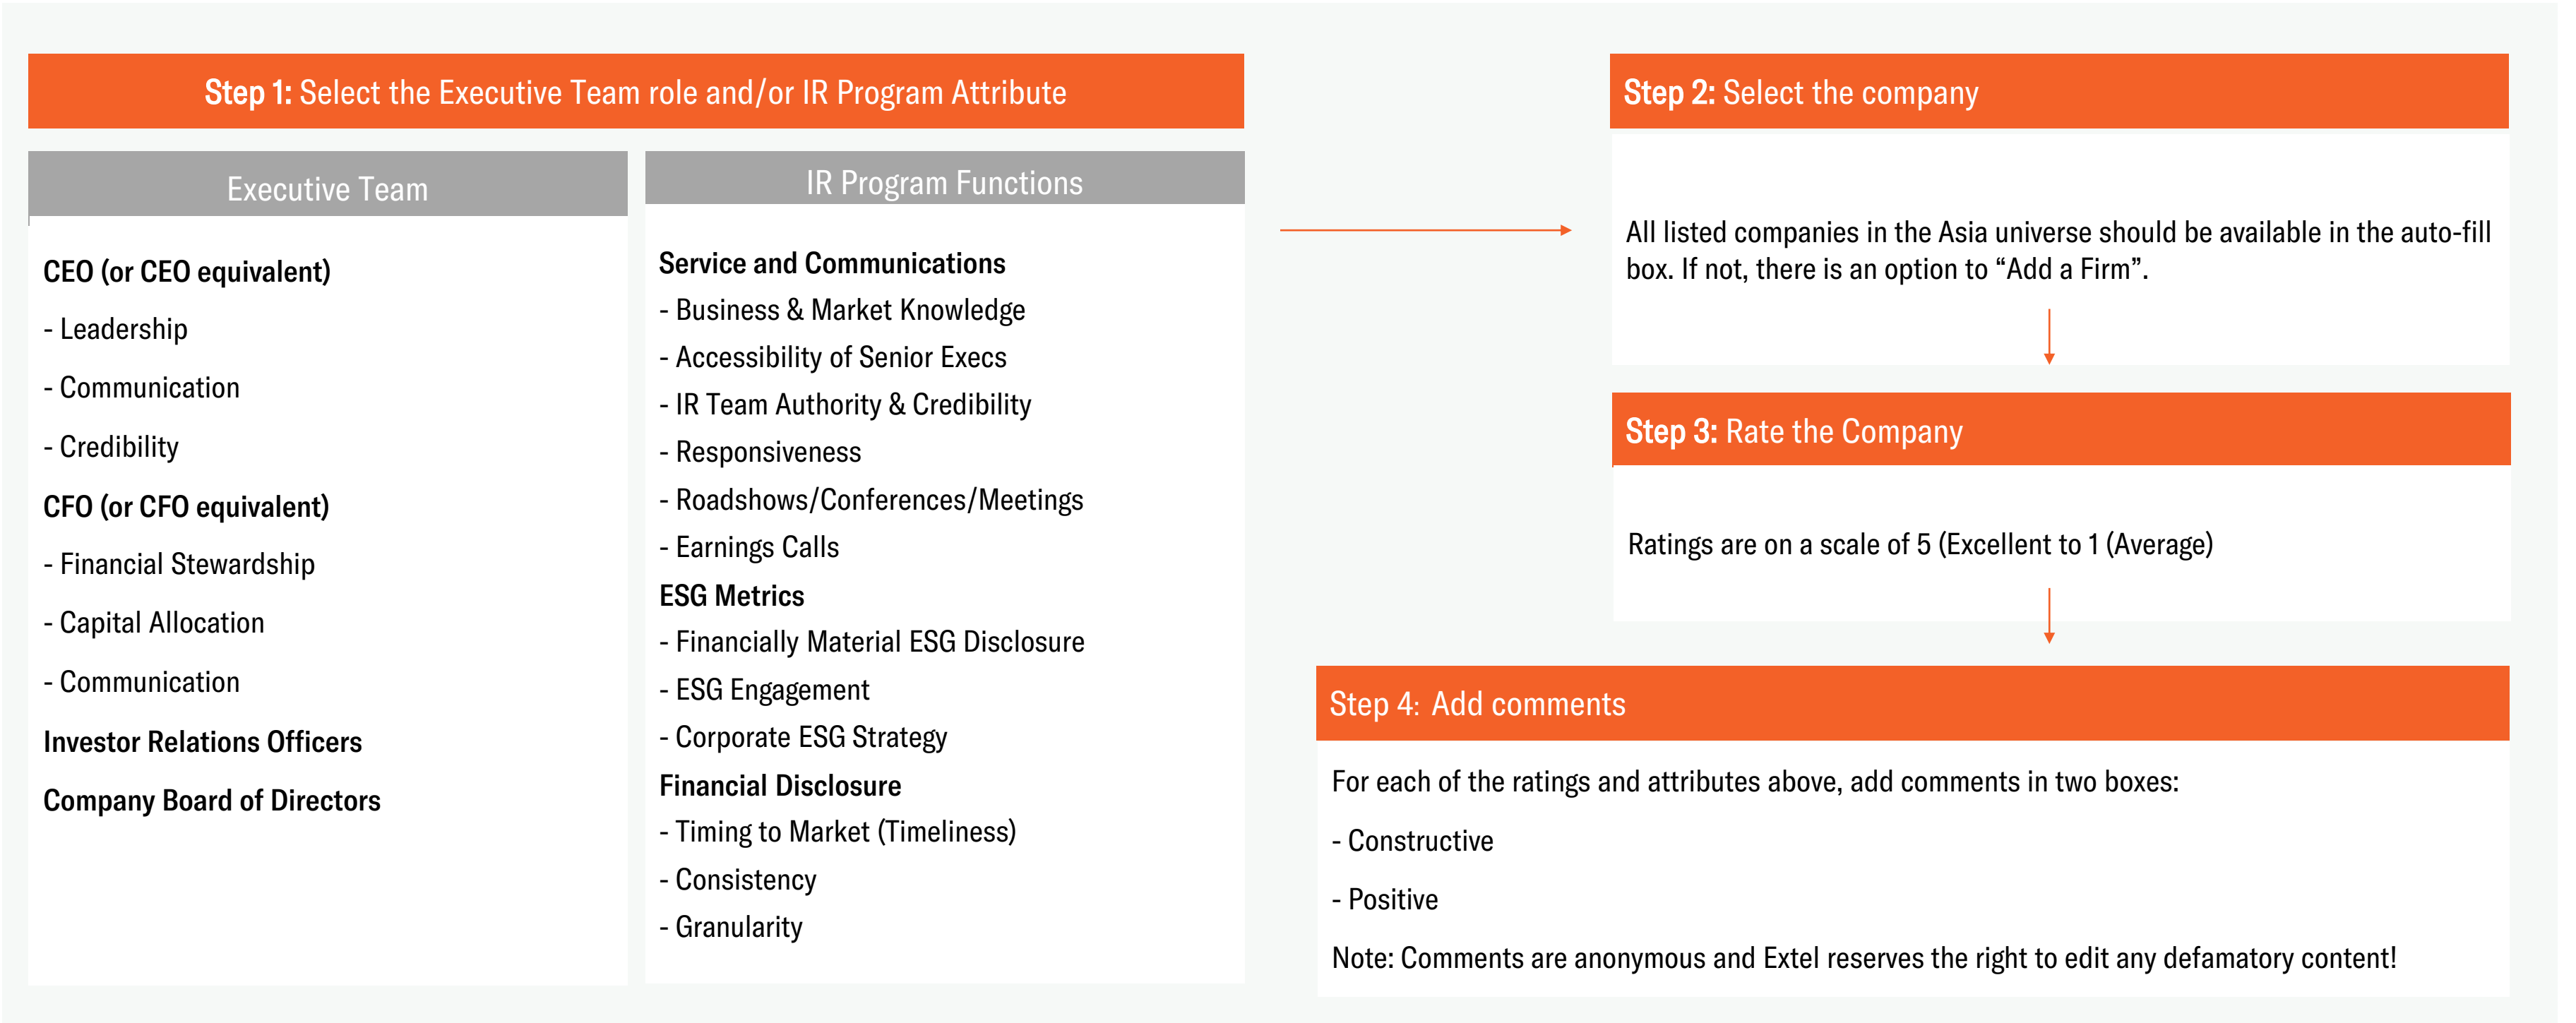 Step 1: Select the Executive Team role and/or IR Program Attribute
Executive Team
CEO (or CEO equivalent)
- Leadership
- Communication
- Credibility
CFO (or CFO equivalent)
- Financial Stewardship
- Capital Allocation
- Communication
Investor Relations Officers
Company Board of Directors
IR Program Functions
Service and Communications
- Business & Market Knowledge
- Accessibility of Senior Execs
- IR Team Authority & Credibility
- Responsiveness
- Roadshows/Conferences/Meetings
- Earnings Calls
ESG Metrics
- Financially Material ESG Disclosure
- ESG Engagement
- Corporate ESG Strategy
Financial Disclosure
- Timing to Market (Timeliness)
- Consistency
- Granularity
Step 2: Select the company
All listed companies in the Asia universe should be available in the auto-fill
box. If not, there is an option to “Add a Firm”.
Step 3: Rate the Company
Ratings are on a scale of 5 (Excellent to 1 (Average)
Step 4: Add comments
For each of the ratings and attributes above, add comments in two boxes:
- Constructive
- Positive
Note: Comments are anonymous and Extel reserves the right to edit any defamatory content!